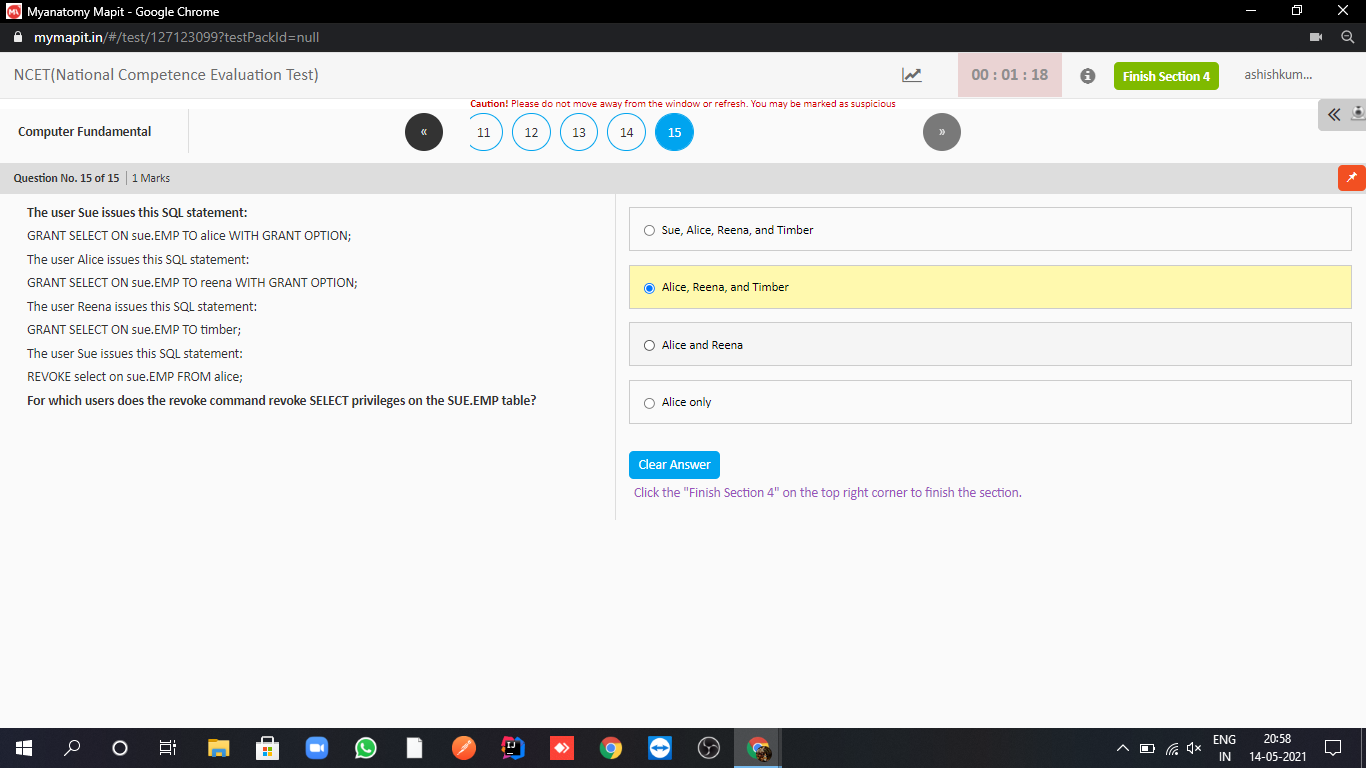 Myanatomy Mapit - Google Chrome
mymapit.in/#/test/127123099?testPackId=null
NCET(National Competence Evaluation Test)
00 : 01 : 18
Finish Section 4
ashishkum...
Caution! Please do not move away from the window or refresh. You may be marked as suspicious
Computer Fundamental
« 11 12 13 14 15 »
Question No. 15 of 15 | 1 Marks
The user Sue issues this SQL statement:
GRANT SELECT ON sue.EMP TO alice WITH GRANT OPTION;
The user Alice issues this SQL statement:
GRANT SELECT ON sue.EMP TO reena WITH GRANT OPTION;
The user Reena issues this SQL statement:
GRANT SELECT ON sue.EMP TO timber;
The user Sue issues this SQL statement:
REVOKE select on sue.EMP FROM alice;
For which users does the revoke command revoke SELECT privileges on the SUE.EMP table?
Sue, Alice, Reena, and Timber
Alice, Reena, and Timber
Alice and Reena
Alice only
Clear Answer
Click the "Finish Section 4" on the top right corner to finish the section.
ENG
IN
20:58
14-05-2021